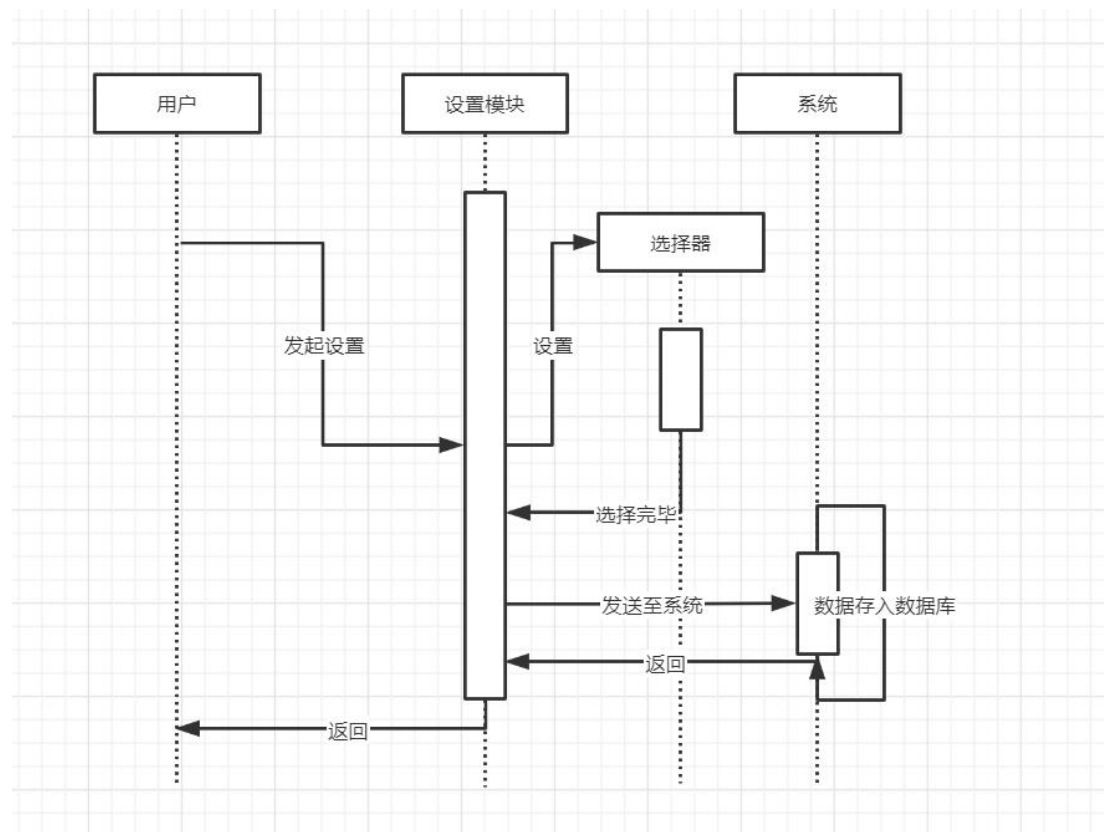 用户
设置模块
系统
选择器
发起设置
设置
选择完毕
发送至系统
数据存入数据库
返回
返回